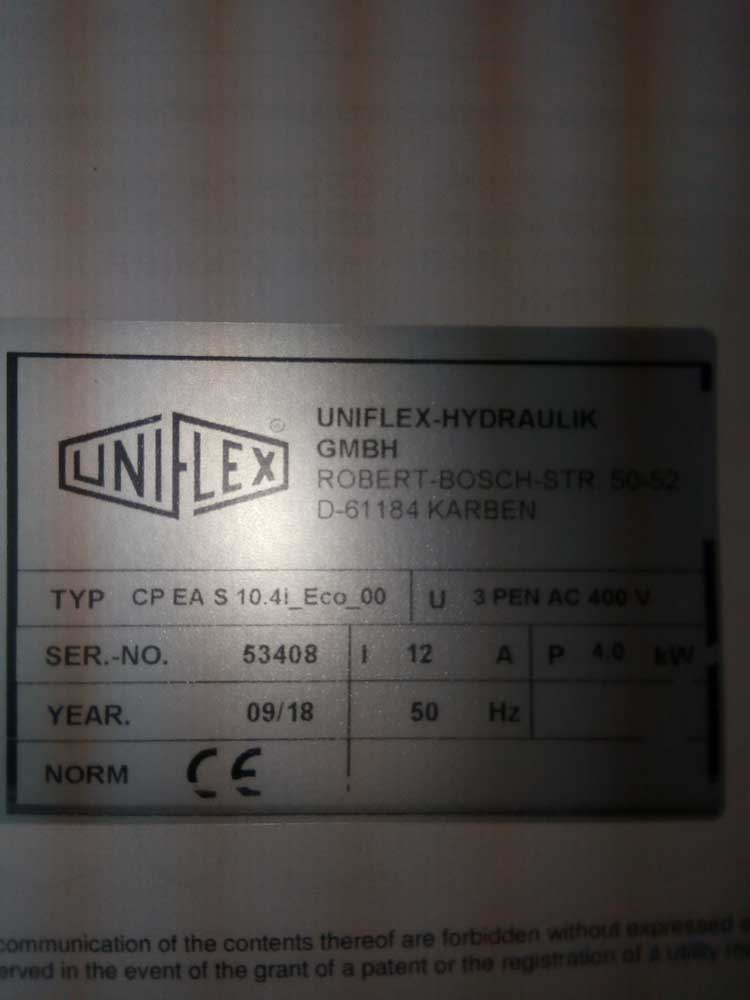 UNIFLEX ®
UNIFLEX-HYDRAULIK
GMBH
ROBERT-BOSCH-STR. 50-52
D-61184 KARBEN
TYP CP EA S 10.4i_Eco_00 U 3 PEN AC 400 V
SER.-NO. 53408 I 12 A P 4.0 kW
YEAR. 09/18 50 Hz
NORM CE
communication of the contents thereof are forbidden without expressed
erved in the event of the grant of a patent or the registration of a utility